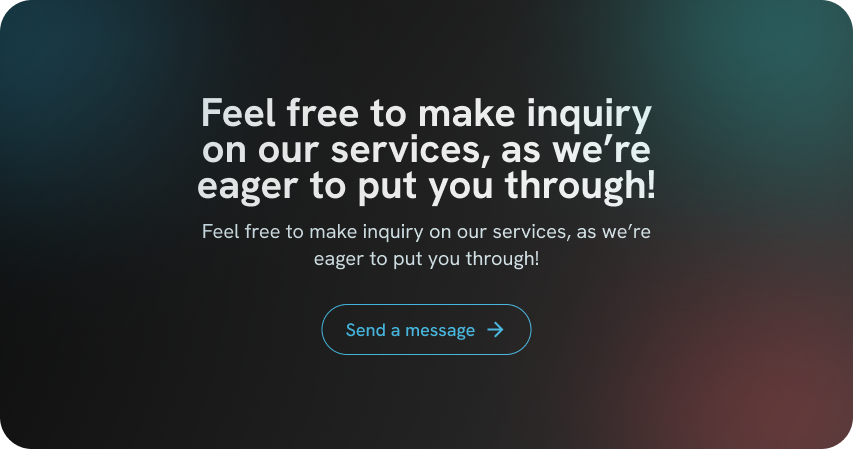 Feel free to make inquiry
on our services, as we’re
eager to put you through!
Feel free to make inquiry on our services, as we’re
eager to put you through!
Send a message →